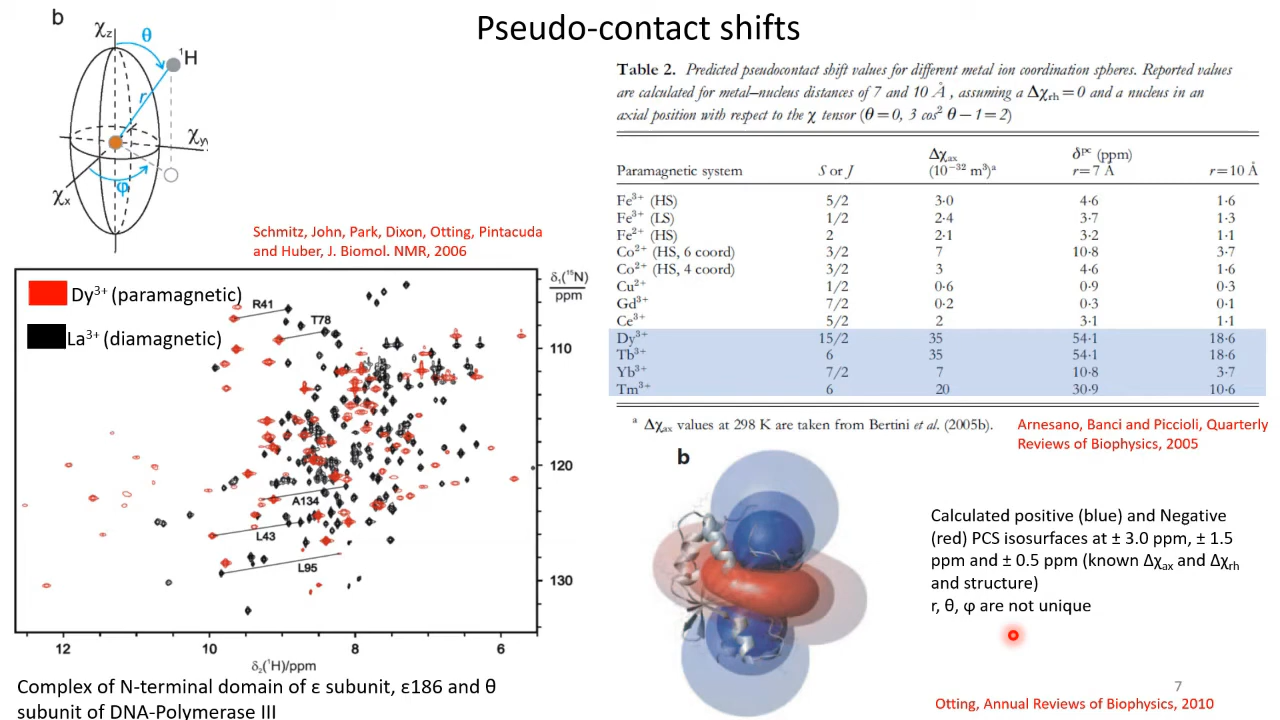 Pseudo-contact shifts
b
χz
θ
1H
r
χy
φ
χx
Schmitz, John, Park, Dixon, Otting, Pintacuda
and Huber, J. Biomol. NMR, 2006
Table 2. Predicted pseudocontact shift values for different metal ion coordination spheres. Reported values
are calculated for metal–nucleus distances of 7 and 10 Å , assuming a Δχrh=0 and a nucleus in an
axial position with respect to the χ tensor (θ=0, 3 cos² θ−1=2)
Δχax δpc (ppm)
Paramagnetic system S or J (10⁻³² m³)ᵃ r=7 Å r=10 Å
Fe³⁺ (HS) 5/2 3·0 4·6 1·6
Fe³⁺ (LS) 1/2 2·4 3·7 1·3
Fe²⁺ (HS) 2 2·1 3·2 1·1
Co²⁺ (HS, 6 coord) 3/2 7 10·8 3·7
Co²⁺ (HS, 4 coord) 3/2 3 4·6 1·6
Cu²⁺ 1/2 0·6 0·9 0·3
Gd³⁺ 7/2 0·2 0·3 0·1
Ce³⁺ 5/2 2 3·1 1·1
Dy³⁺ 15/2 35 54·1 18·6
Tb³⁺ 6 35 54·1 18·6
Yb³⁺ 7/2 7 10·8 3·7
Tm³⁺ 6 20 30·9 10·6
ᵃ Δχax values at 298 K are taken from Bertini et al. (2005b).
Arnesano, Banci and Piccioli, Quarterly
Reviews of Biophysics, 2005
Dy³⁺ (paramagnetic)
La³⁺ (diamagnetic)
R41
T78
A134
L43
L95
δ₁(¹⁵N)
ppm
110
120
130
12 10 8 6
δ₂(¹H)/ppm
Complex of N-terminal domain of ε subunit, ε186 and θ
subunit of DNA-Polymerase III
b
Calculated positive (blue) and Negative
(red) PCS isosurfaces at ± 3.0 ppm, ± 1.5
ppm and ± 0.5 ppm (known Δχax and Δχrh
and structure)
r, θ, φ are not unique
7
Otting, Annual Reviews of Biophysics, 2010